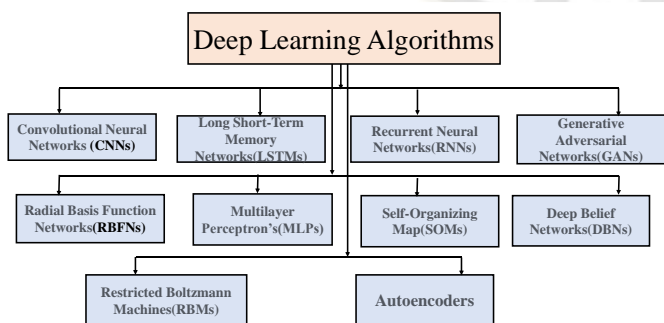 Deep Learning Algorithms
Convolutional Neural
Networks (CNNs)
Long Short-Term
Memory
Networks(LSTMs)
Recurrent Neural
Networks(RNNs)
Generative
Adversarial
Networks(GANs)
Radial Basis Function
Networks(RBFNs)
Multilayer
Perceptron's(MLPs)
Self-Organizing
Map(SOMs)
Deep Belief
Networks(DBNs)
Restricted Boltzmann
Machines(RBMs)
Autoencoders